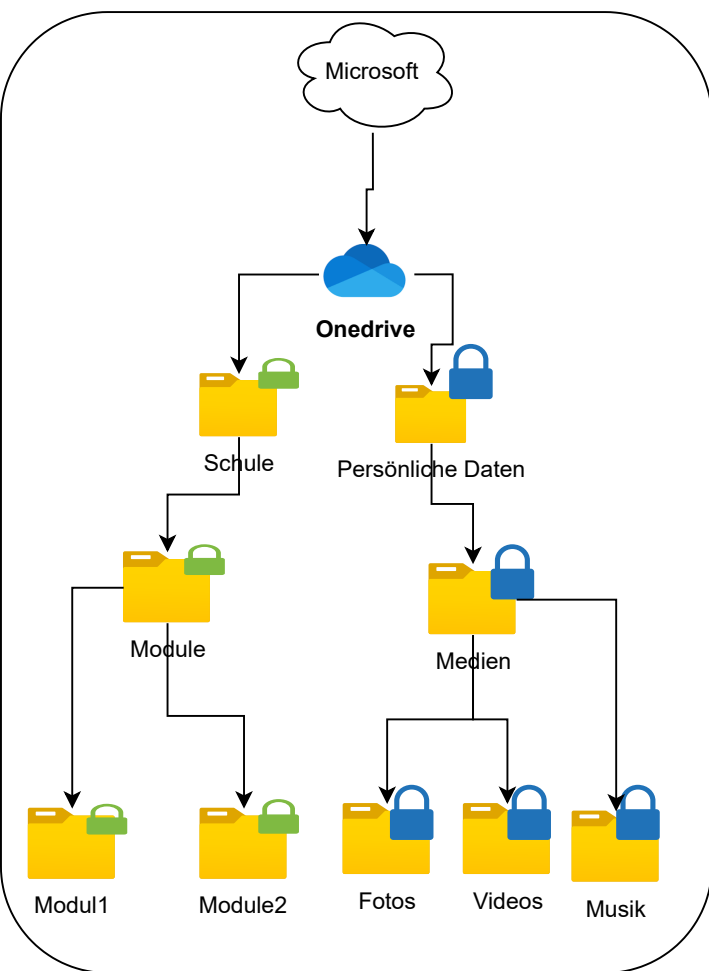 Microsoft
Onedrive
Schule
Persönliche Daten
Module
Medien
Modul1
Module2
Fotos
Videos
Musik